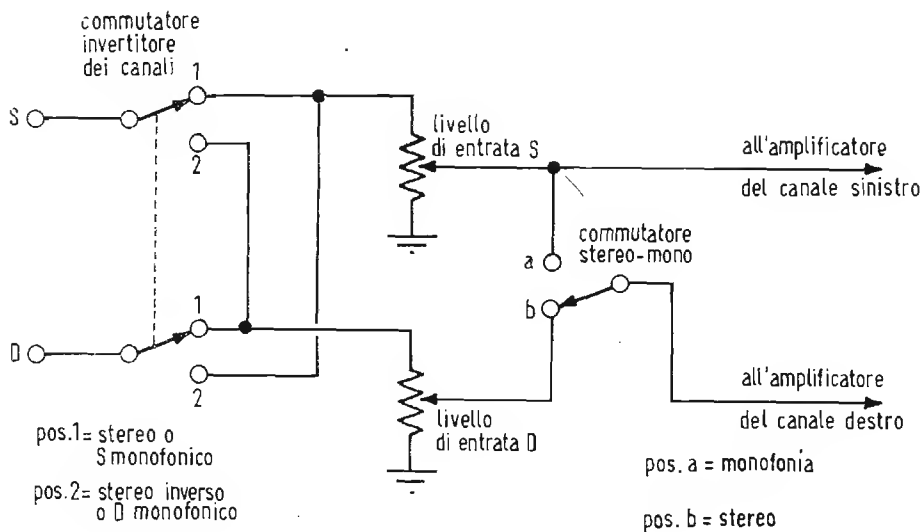 commutatore
invertitore
dei canali
1
S
2
livello
di entrata S
all'amplificatore
del canale sinistro
commutatore
stereo-mono
a
b
1
D
2
livello
di entrata D
all'amplificatore
del canale destro
pos.1= stereo o
S monofonico
pos.2= stereo inverso
o D monofonico
pos. a = monofonía
pos. b = stereo